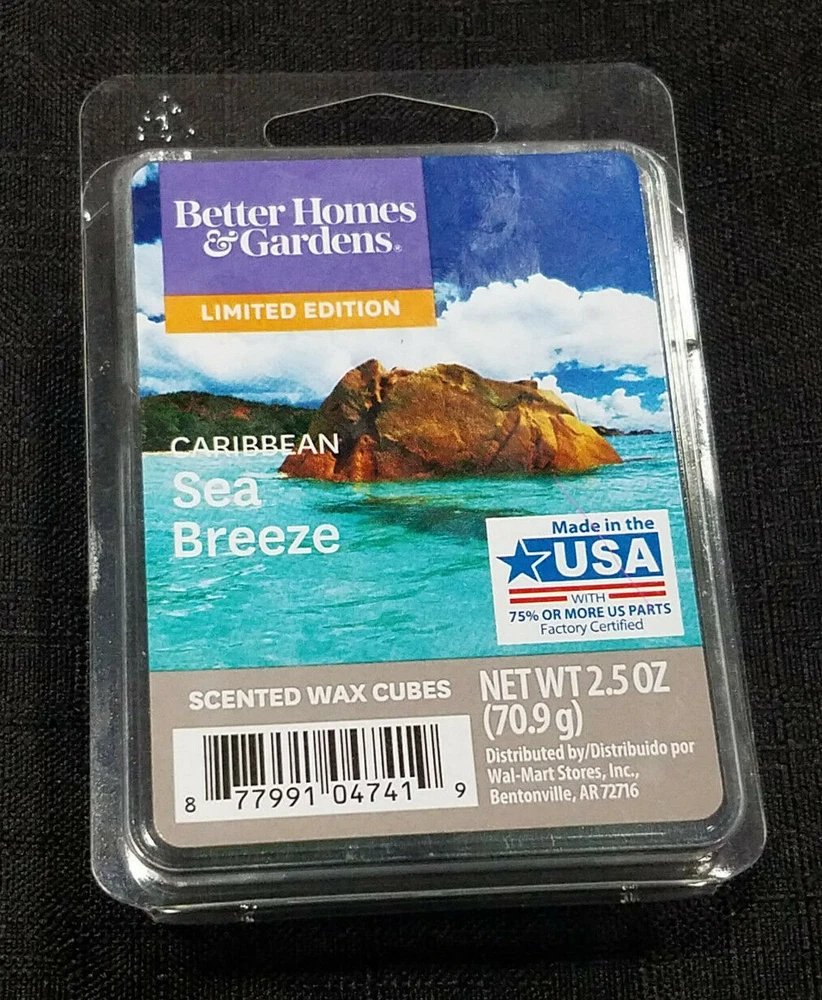 Better Homes
& Gardens®
LIMITED EDITION
CARIBBEAN
Sea
Breeze
Made in the
USA
WITH
75% OR MORE US PARTS
Factory Certified
SCENTED WAX CUBES
NET WT 2.5 OZ
(70.9 g)
Distributed by/Distribuido por
Wal-Mart Stores, Inc.,
Bentonville, AR 72716
8 77991 04741 9